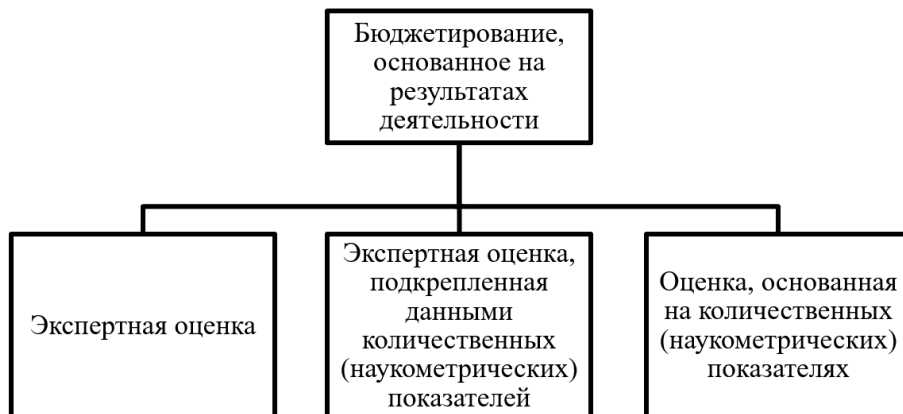 Бюджетирование,
основанное на
результатах
деятельности
Экспертная оценка
Экспертная оценка,
подкрепленная
данными
количественных
(наукометрических)
показателей
Оценка, основанная
на количественных
(наукометрических)
показателях